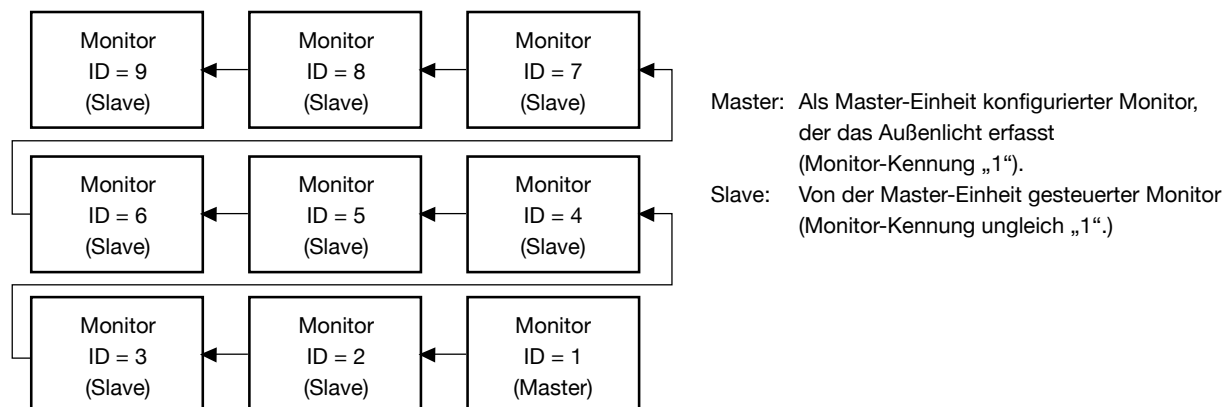 Monitor
ID = 9
(Slave)
Monitor
ID = 8
(Slave)
Monitor
ID = 7
(Slave)
Monitor
ID = 6
(Slave)
Monitor
ID = 5
(Slave)
Monitor
ID = 4
(Slave)
Monitor
ID = 3
(Slave)
Monitor
ID = 2
(Slave)
Monitor
ID = 1
(Master)
Master: Als Master-Einheit konfigurierter Monitor,
der das Außenlicht erfasst
(Monitor-Kennung „1“).
Slave: Von der Master-Einheit gesteuerter Monitor
(Monitor-Kennung ungleich „1“.)